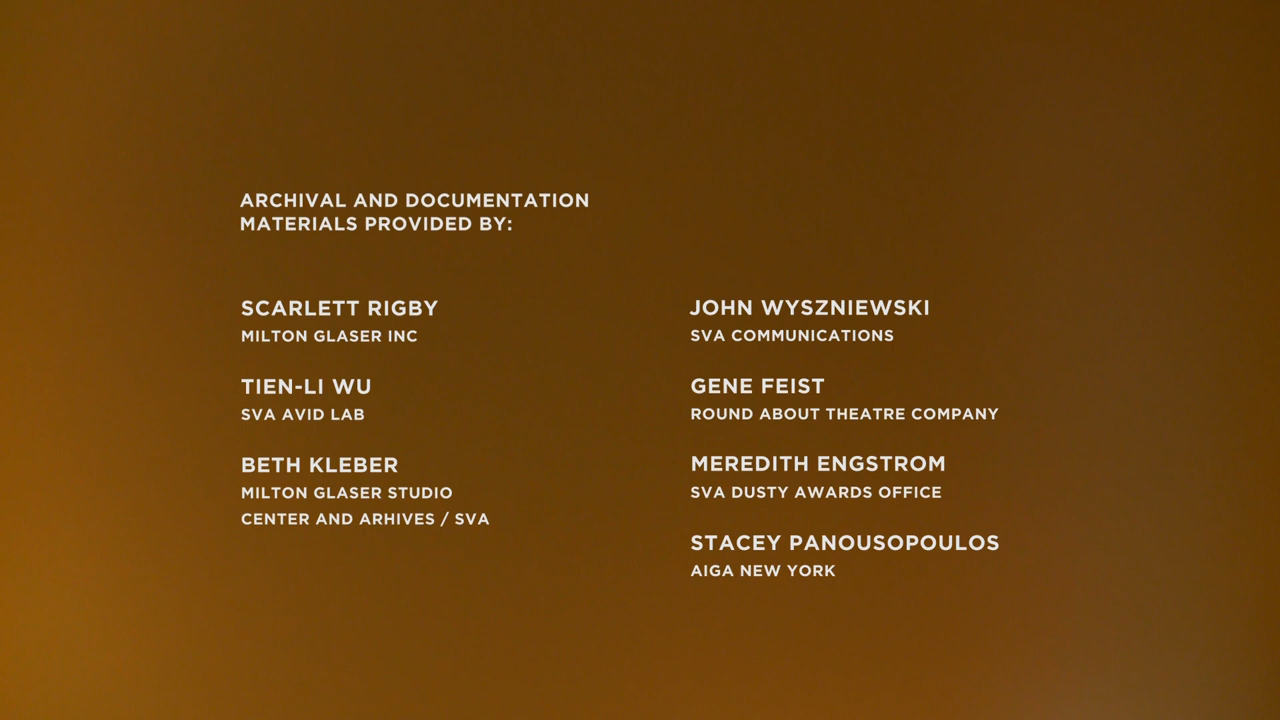 ARCHIVAL AND DOCUMENTATION
MATERIALS PROVIDED BY:
SCARLETT RIGBY
MILTON GLASER INC
TIEN-LI WU
SVA AVID LAB
BETH KLEBER
MILTON GLASER STUDIO
CENTER AND ARHIVES / SVA
JOHN WYSZNIEWSKI
SVA COMMUNICATIONS
GENE FEIST
ROUND ABOUT THEATRE COMPANY
MEREDITH ENGSTROM
SVA DUSTY AWARDS OFFICE
STACEY PANOUSOPOULOS
AIGA NEW YORK